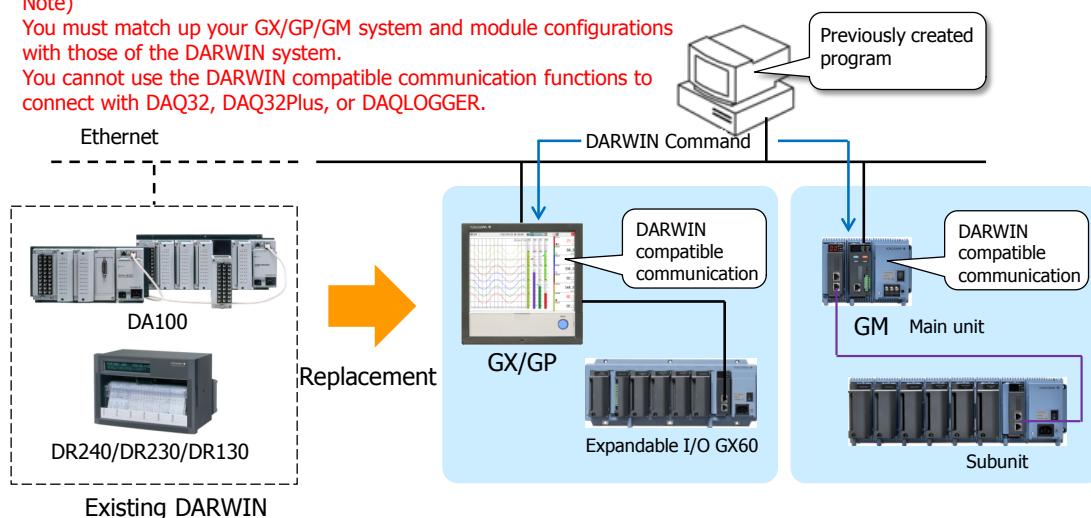 Note)
You must match up your GX/GP/GM system and module configurations
with those of the DARWIN system.
You cannot use the DARWIN compatible communication functions to
connect with DAQ32, DAQ32Plus, or DAQLOGGER.
Previously created
program
Ethernet
DARWIN Command
DARWIN
compatible
communication
DARWIN
compatible
communication
DA100
GX/GP
GM Main unit
Replacement
DR240/DR230/DR130
Expandable I/O GX60
Subunit
Existing DARWIN